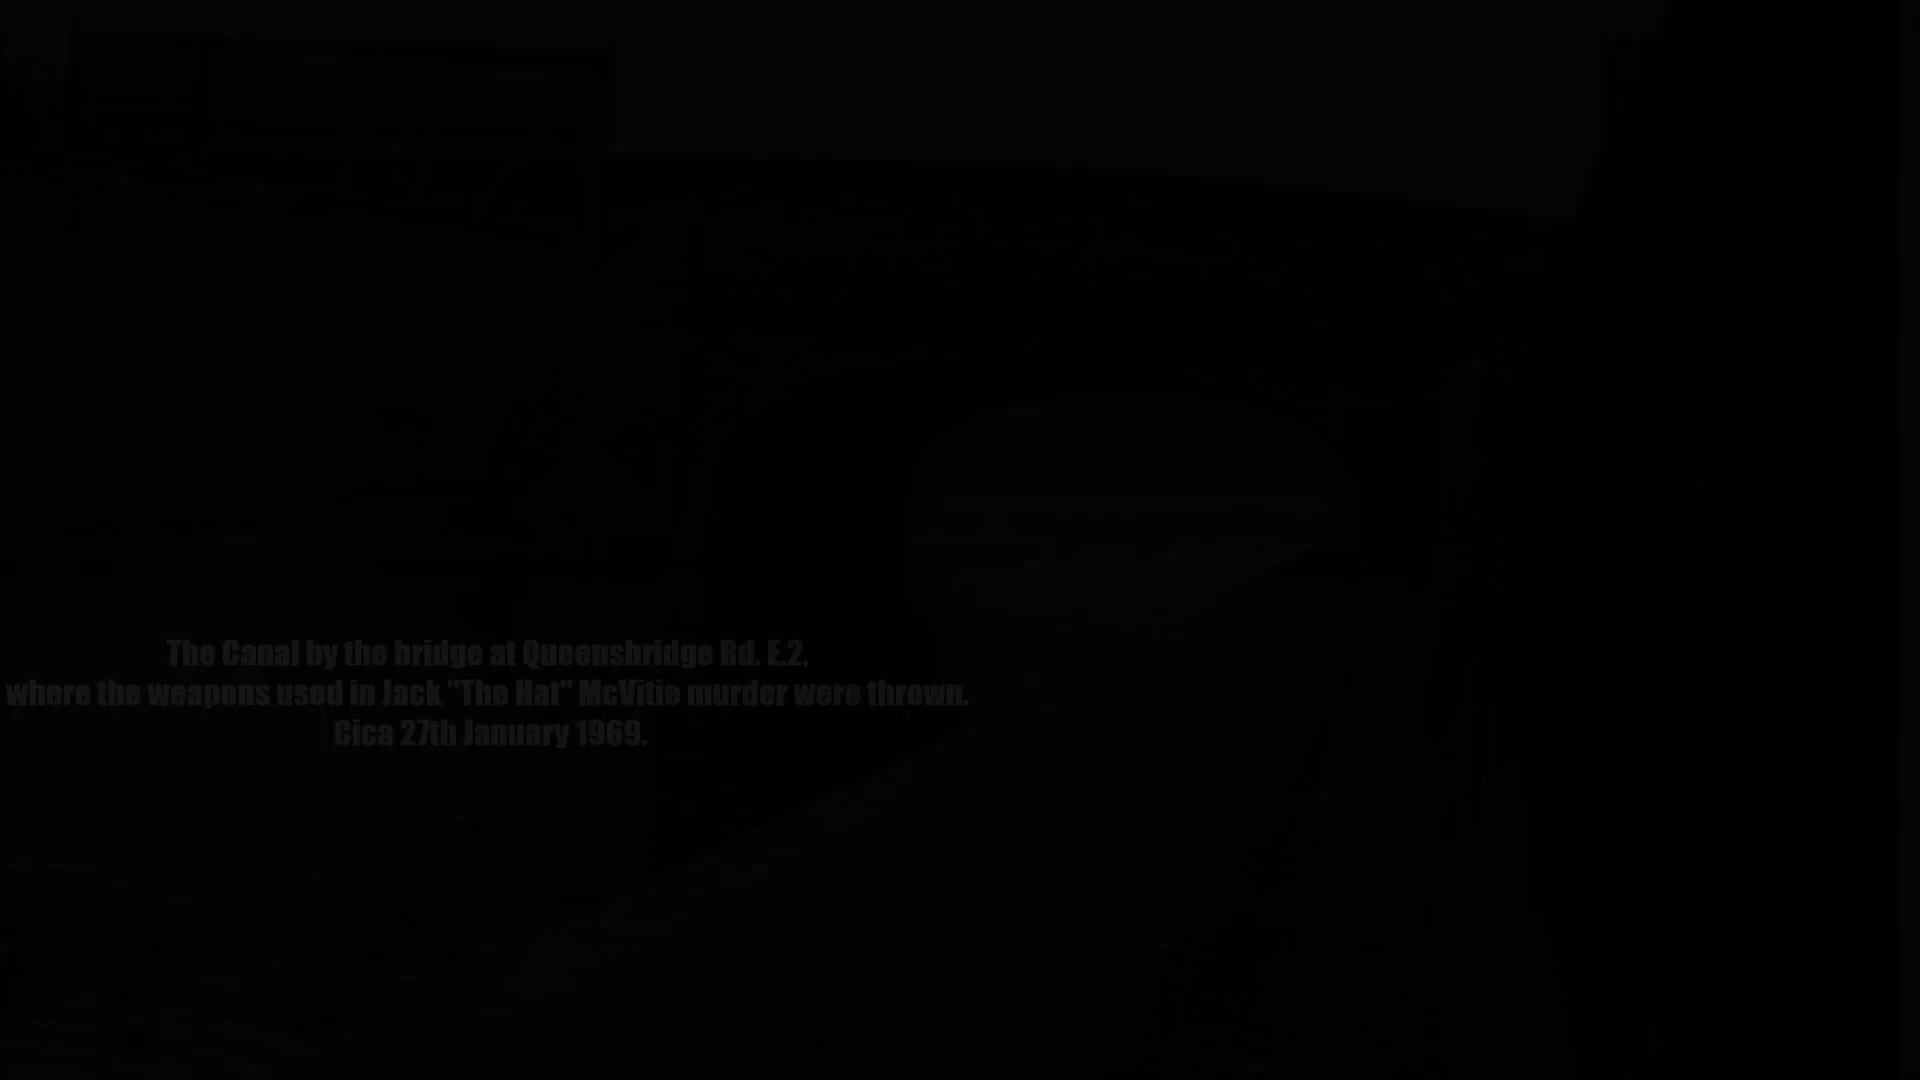 The Canal by the bridge at Queensbridge Rd. E.2,
where the weapons used in Jack "The Hat" McVitie murder were thrown.
Cica 27th January 1969.